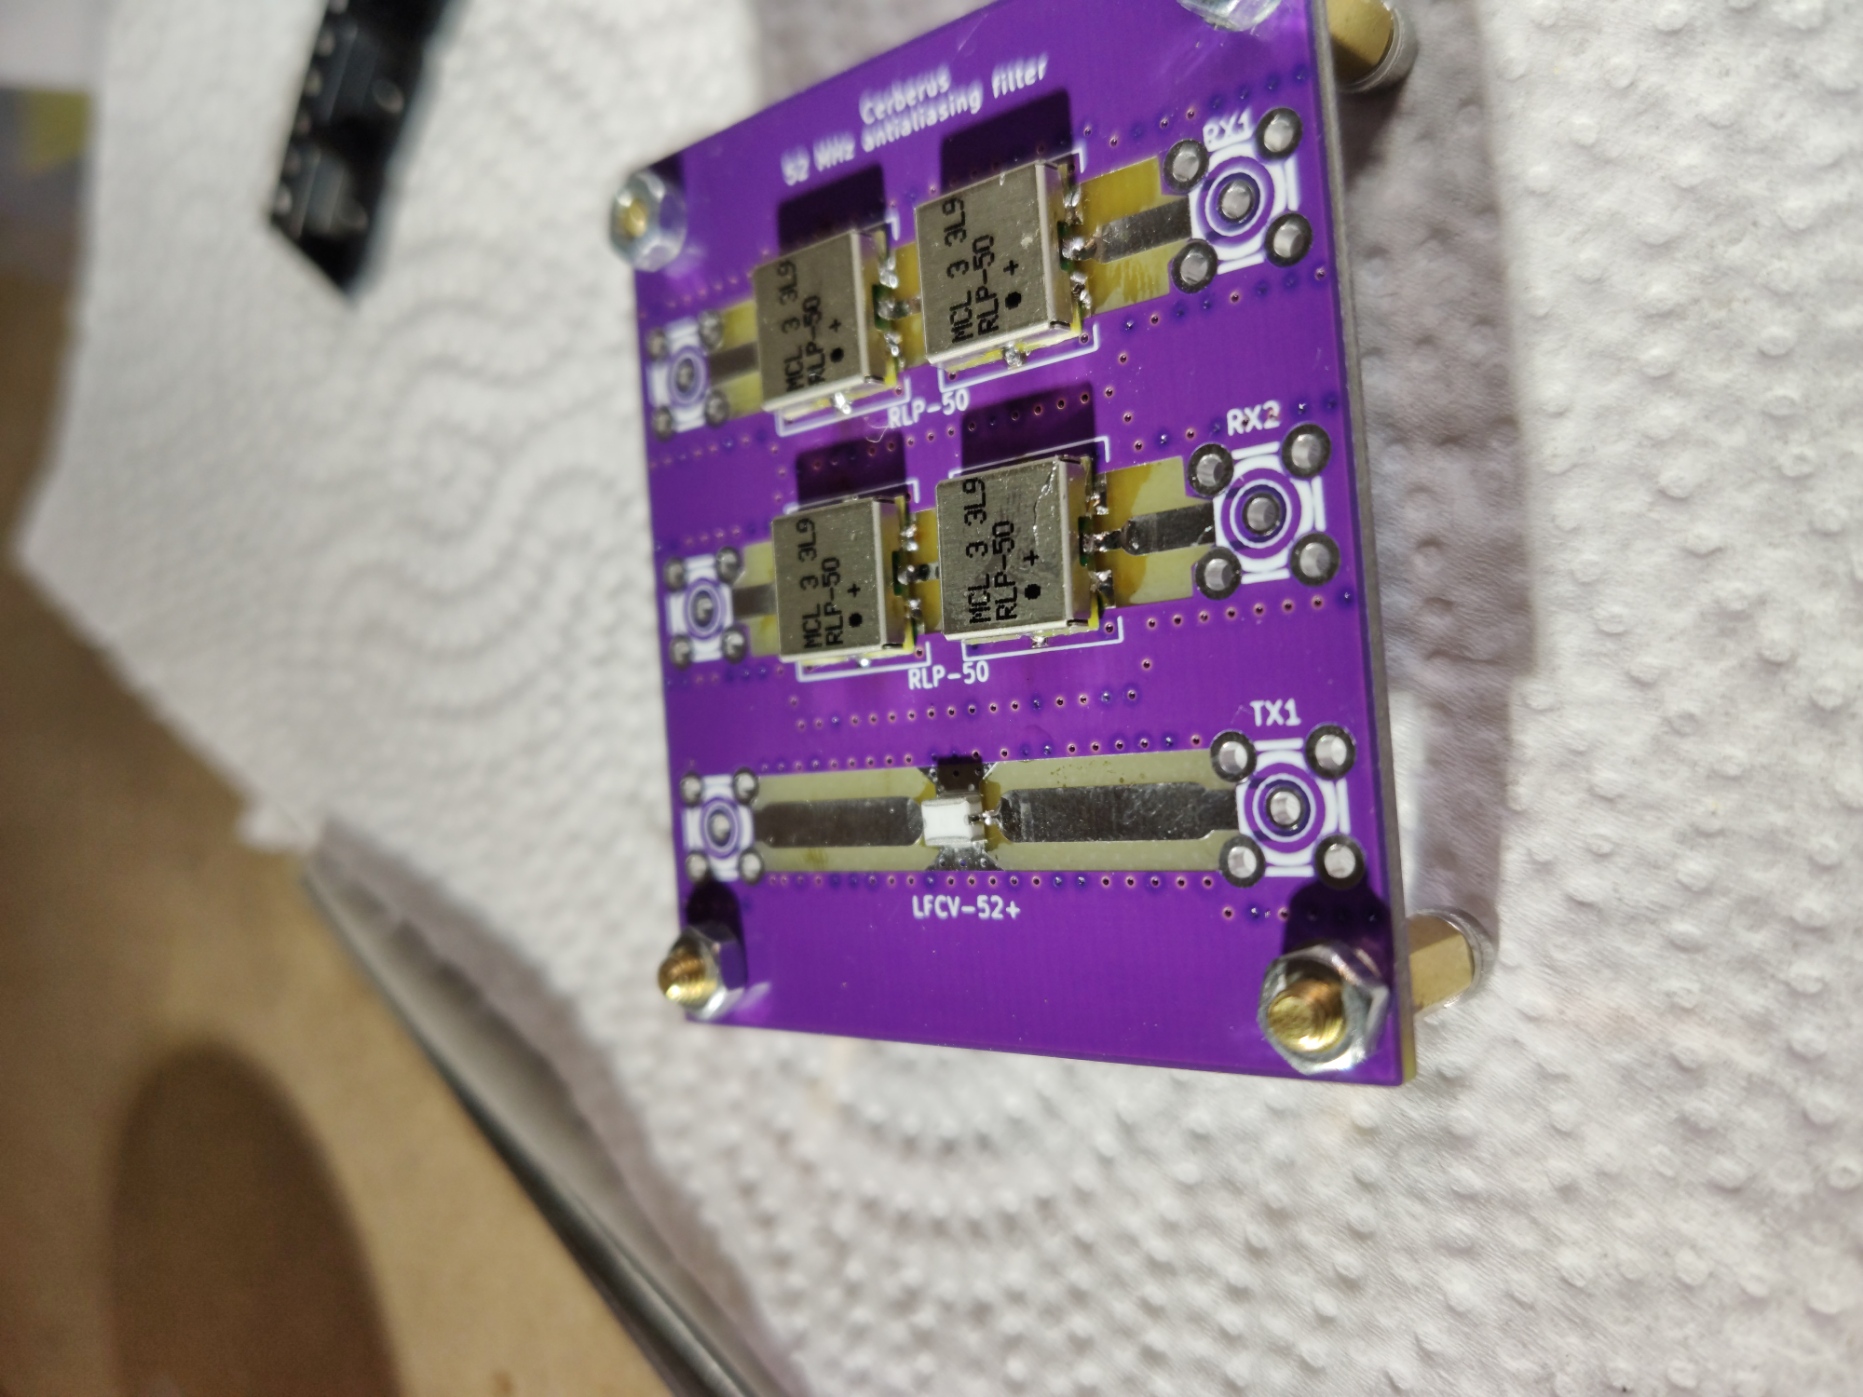 MCL 3 3L9
RLP-50
+
MCL 3 3L9
RLP-50
+
MCL 3 3L9
RLP-50
+
MCL 3 3L9
RLP-50
+
LFCV-52+
RLP-50
RLP-50
Cerberus
52 MHz antialiasing filter
TX1
RX2
RX1